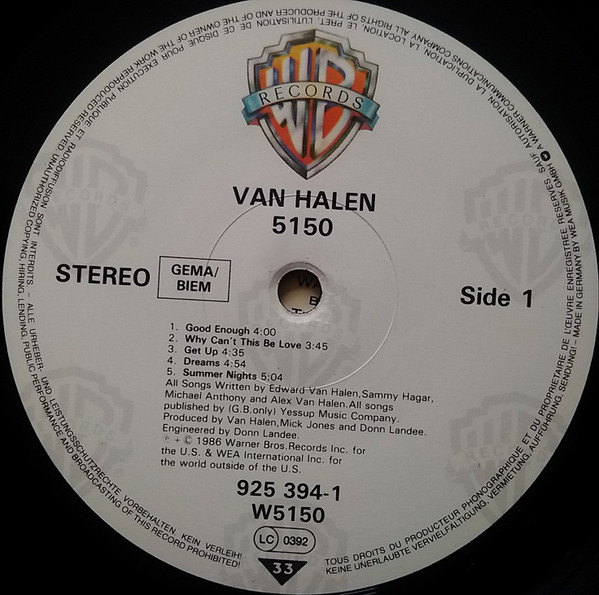 WB
RECORDS
VAN HALEN
5150
STEREO
GEMA/
BIEM
Side 1
1. Good Enough 4:00
2. Why Can't This Be Love 3:45
3. Get Up 4:35
4. Dreams 4:54
5. Summer Nights 5:04
All Songs Written by Edward Van Halen,Sammy Hagar,
Michael Anthony and Alex Van Halen.All songs
published by (G.B.only) Yessup Music Company.
Produced by Van Halen,Mick Jones and Donn Landee.
Engineered by Donn Landee.
℗ + © 1986 Warner Bros.Records Inc. for
the U.S. & WEA International Inc. for
the world outside of the U.S.
925 394-1
W5150
LC 0392
33
TOUS DROITS DU PRODUCTEUR PHONOGRAPHIQUE ET DU PROPRIETAIRE DE L'ŒUVRE ENREGISTREE RESERVES. SAUF AUTORISATION, LA DUPLICATION, LA LOCATION, LE PRET, L'UTILISATION DE CE DISQUE POUR EXECUTION PUBLIQUE ET RADIODIFFUSION SONT INTERDITS – ALLE URHEBER- UND LEISTUNGSSCHUTZRECHTE VORBEHALTEN. KEIN VERLEIH!
KEINE UNERLAUBTE VERVIELFÄLTIGUNG, VERMIETUNG, AUFFÜHRUNG, SENDUNG! – MADE IN GERMANY BY WEA MUSIK GMBH A WARNER COMMUNICATIONS COMPANY. ALL RIGHTS OF THE PRODUCER AND OF THE OWNER OF THE WORK REPRODUCED RESERVED. UNAUTHORIZED COPYING, HIRING, LENDING, PUBLIC PERFORMANCE AND BROADCASTING OF THIS RECORD PROHIBITED!